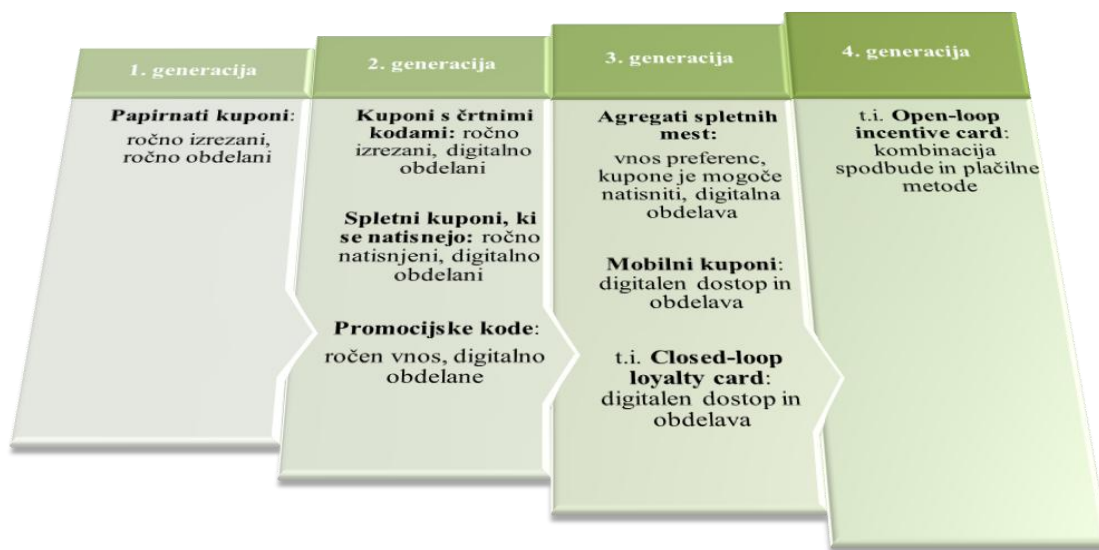 1. generacija
Papirnati kuponi:
ročno izrezani,
ročno obdelani
2. generacija
Kuponi s črtnimi
kodami: ročno
izrezani, digitalno
obdelani
Spletni kuponi, ki
se natisnejo: ročno
natisnjeni, digitalno
obdelani
Promocijske kode:
ročen vnos, digitalno
obdelane
3. generacija
Agregati spletnih
mest:
vnos preferenc,
kupone je mogoče
natisniti, digitalna
obdelava
Mobilni kuponi:
digitalen dostop in
obdelava
t.i. Closed-loop
loyalty card:
digitalen dostop in
obdelava
4. generacija
t.i. Open-loop
incentive card:
kombinacija
spodbude in plačilne
metode